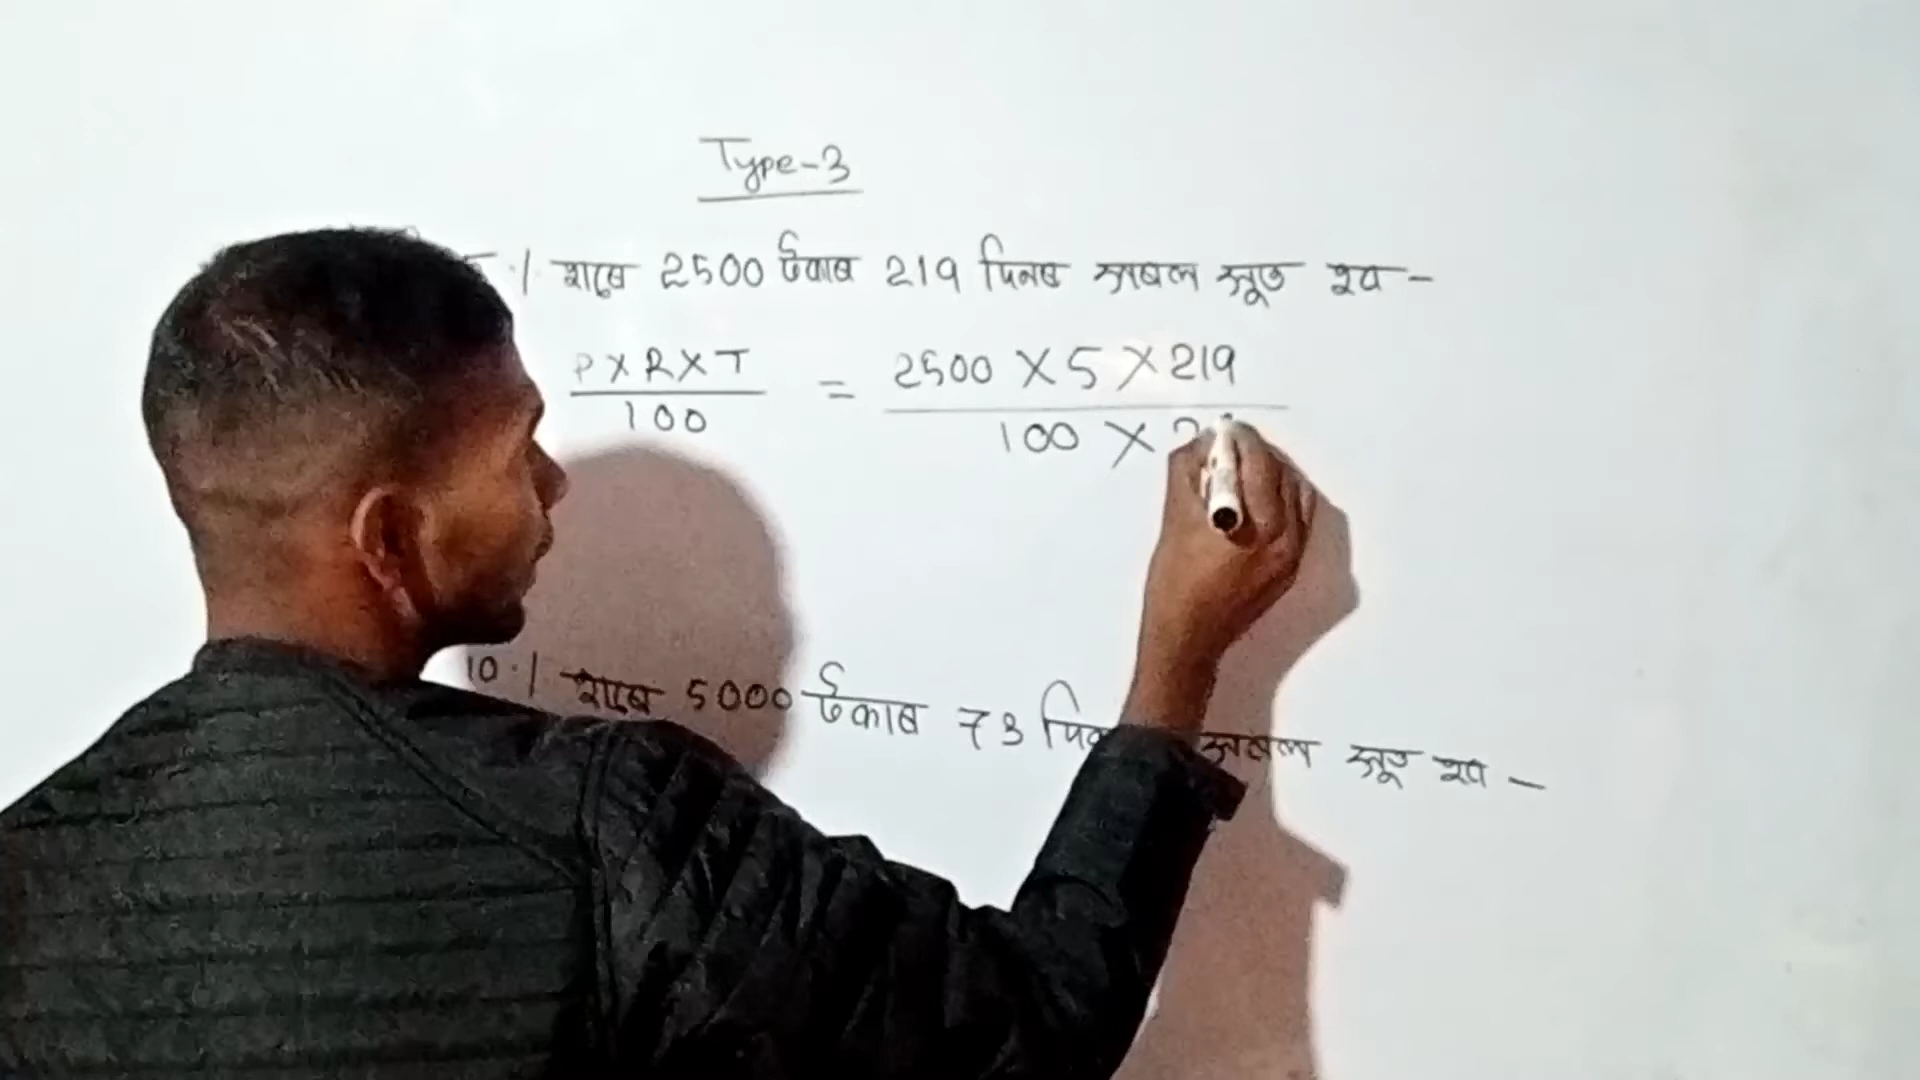 Type-3
% হাৰে 2500 টকাৰ 219 দিনৰ সৰল সুত হব -
P X R X T / 100 = 2500 X 5 X 219 / 100 X
10 % হাৰে 5000 টকাৰ 73 সৰল সুত হব -